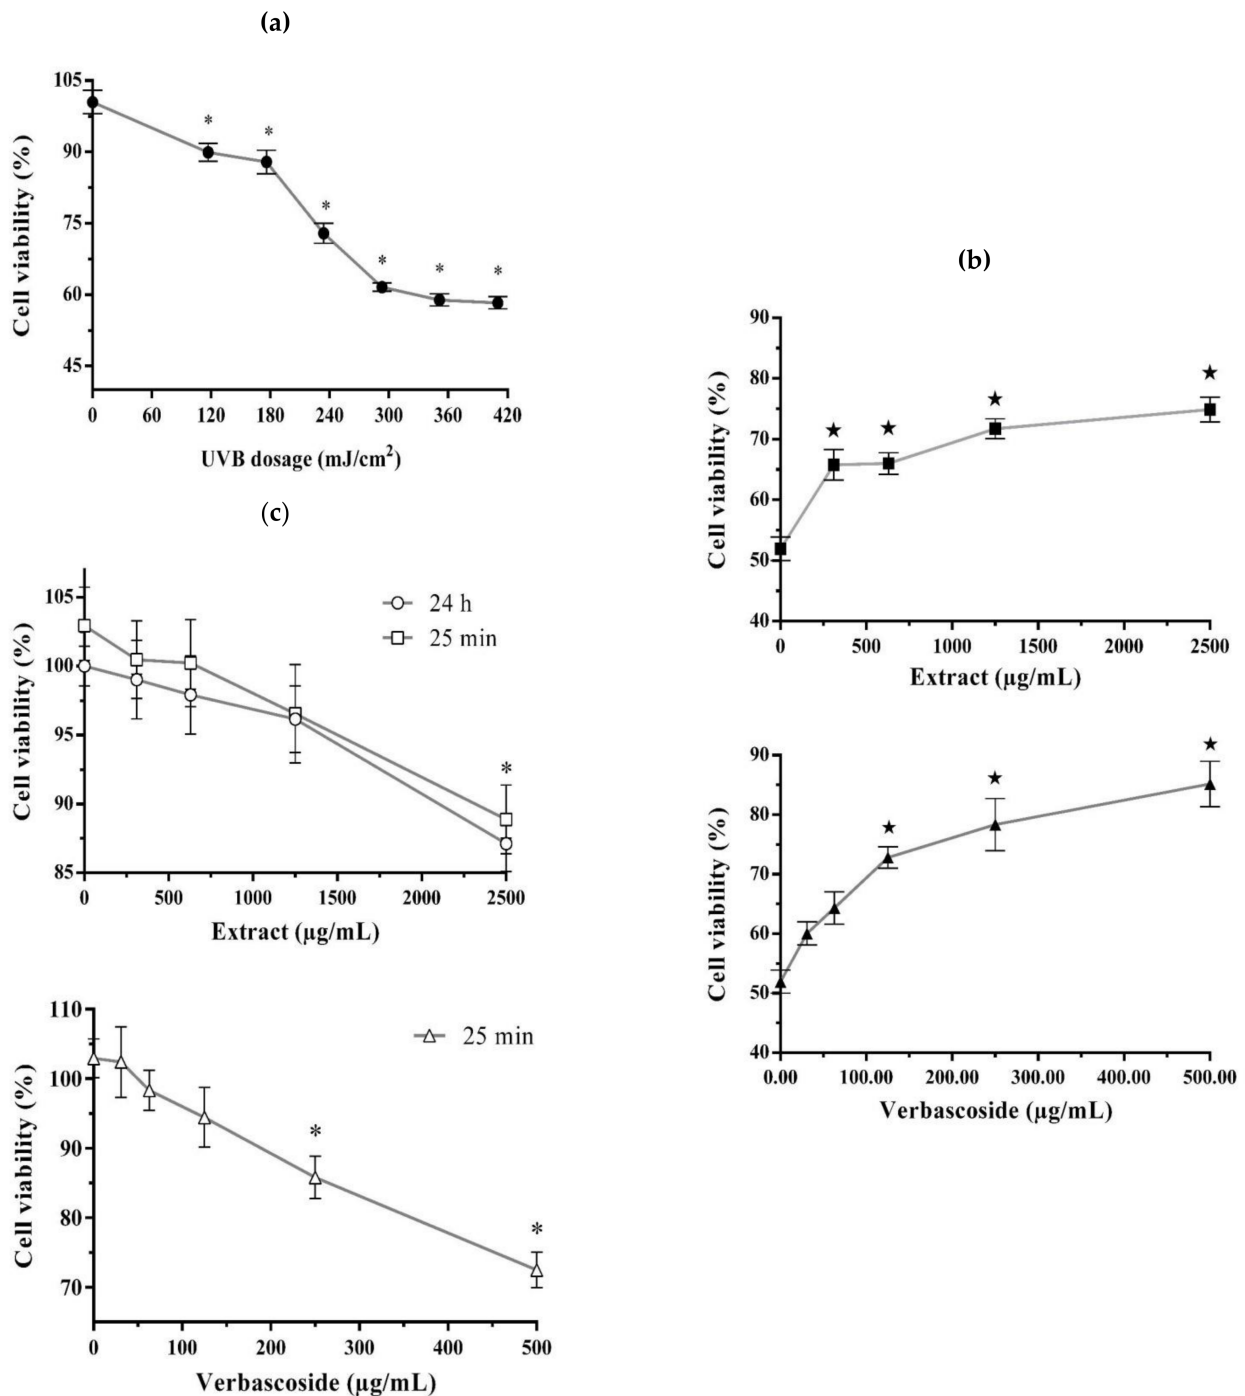 (a)
105
90
75
60
45
Cell viability (%)
* * * * * *
0 60 120 180 240 300 360 420
UVB dosage (mJ/cm²)
(b)
90
80
70
60
50
40
Cell viability (%)
★ ★ ★ ★
0 500 1000 1500 2000 2500
Extract (µg/mL)
90
80
70
60
50
40
Cell viability (%)
★ ★ ★
0.00 100.00 200.00 300.00 400.00 500.00
Verbascoside (µg/mL)
(c)
105
100
95
90
85
Cell viability (%)
24 h
25 min
*
0 500 1000 1500 2000 2500
Extract (µg/mL)
110
100
90
80
70
Cell viability (%)
25 min
* *
0 100 200 300 400 500
Verbascoside (µg/mL)